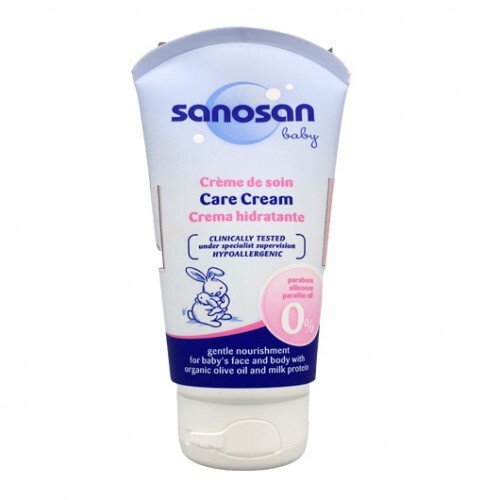 sanosan
baby
Crème de soin
Care Cream
Crema hidratante
CLINICALLY TESTED
under specialist supervision
HYPOALLERGENIC
parabens
silicones
parafile oil
0%
gentle nourishment
for baby's face and body with
organic olive oil and milk protein